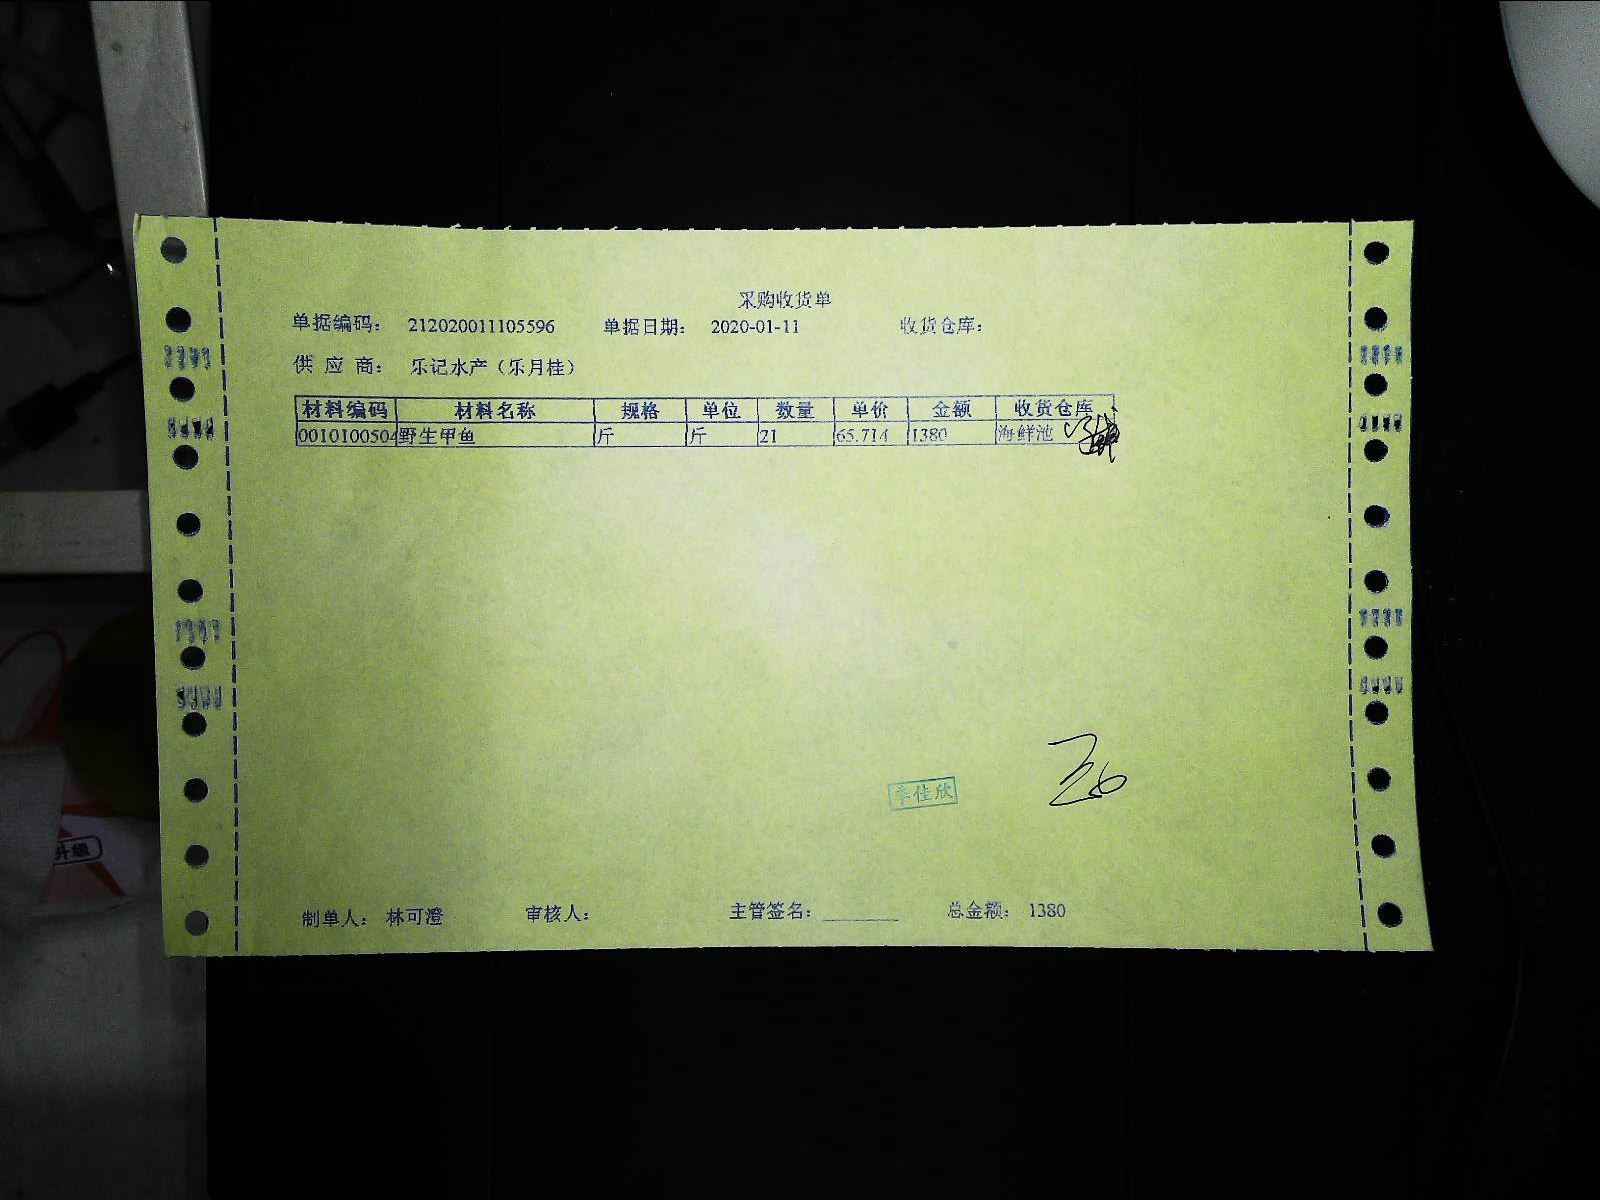 采购收货单
单据编码： 212020011105596 单据日期： 2020-01-11 收货仓库：
供 应 商： 乐记水产（乐月桂）
材料编码 材料名称 规格 单位 数量 单价 金额 收货仓库
0010100504 野生甲鱼 斤 斤 21 65.714 1380 海鲜池
季佳欣
制单人： 林可澄 审核人： 主管签名：________ 总金额： 1380
升級